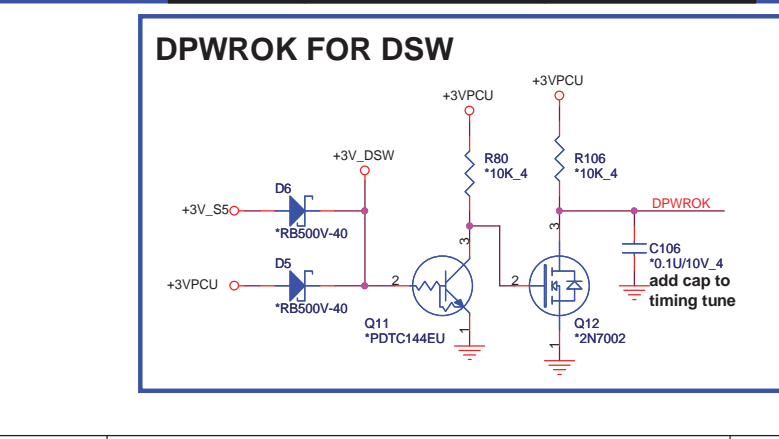 DPWROK FOR DSW
+3VPCU
+3VPCU
+3V_DSW
R80
*10K_4
R106
*10K_4
D6
+3V_S5
*RB500V-40
DPWROK
3
3
C106
*0.1U/10V_4
add cap to
timing tune
D5
+3VPCU
*RB500V-40
2
2
Q11
*PDTC144EU
1
Q12
*2N7002
1